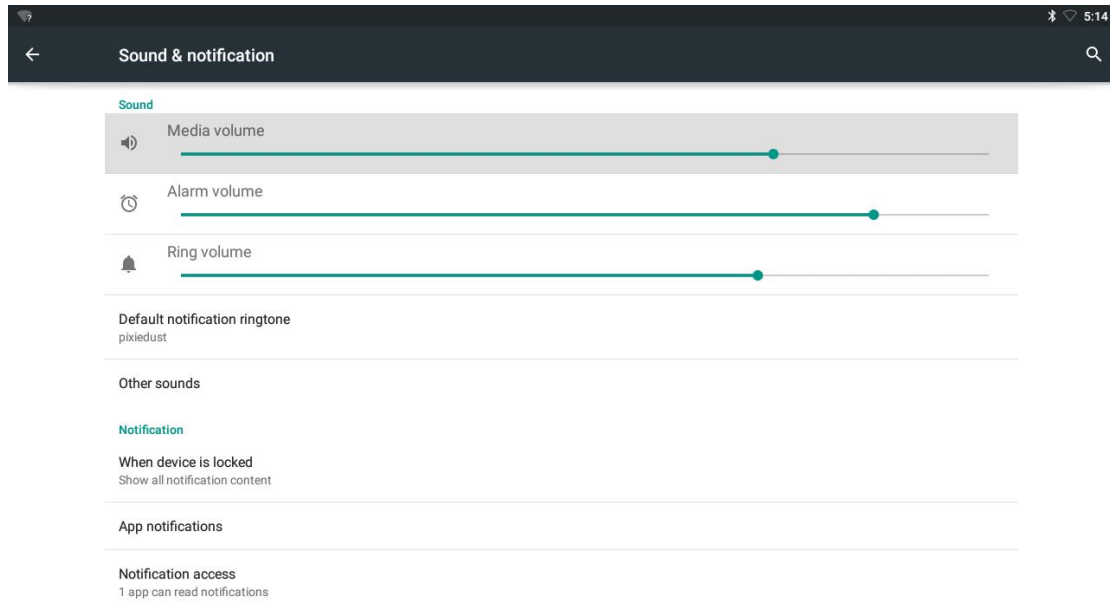 5:14
Sound & notification
Sound
Media volume
Alarm volume
Ring volume
Default notification ringtone
pixiedust
Other sounds
Notification
When device is locked
Show all notification content
App notifications
Notification access
1 app can read notifications